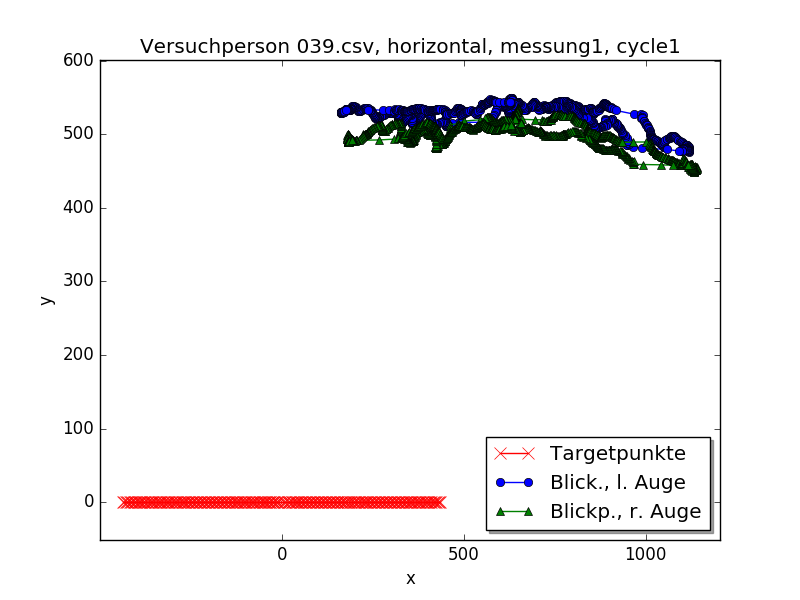 Versuchperson 039.csv, horizontal, messung1, cycle1
600
500
400
300
200
100
0
y
0 500 1000
x
Targetpunkte
Blick., l. Auge
Blickp., r. Auge